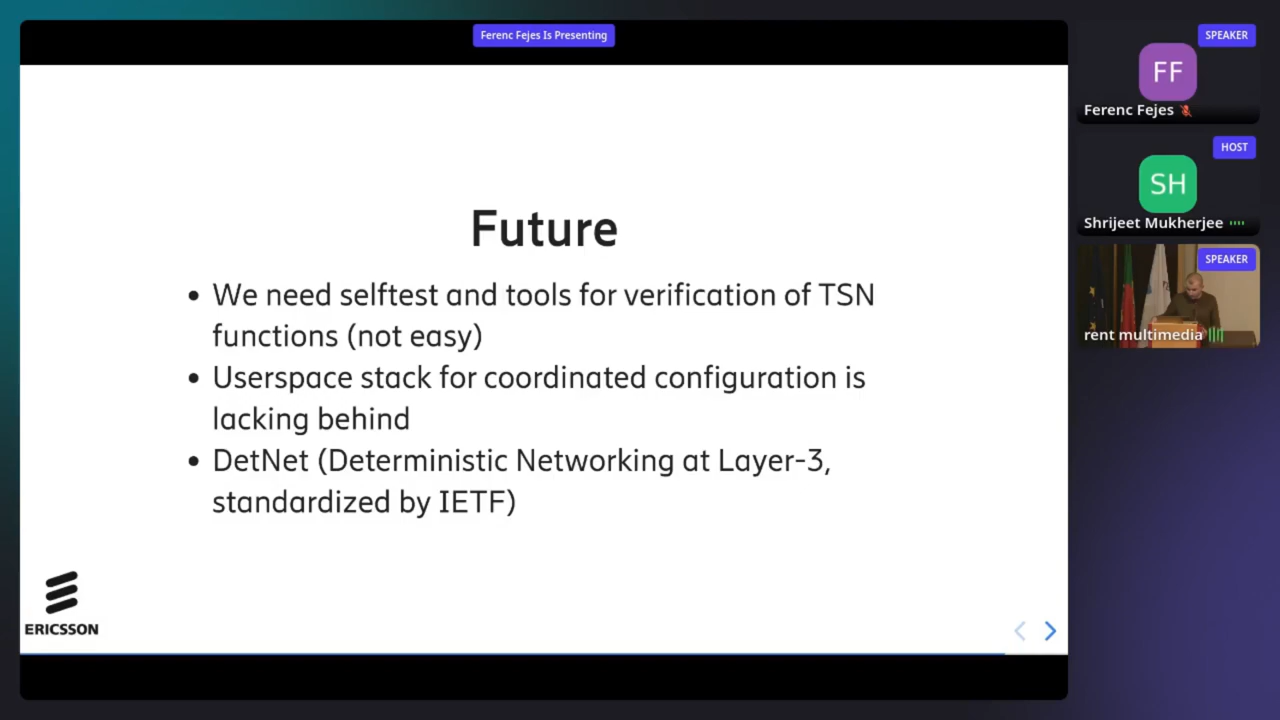 Ferenc Fejes Is Presenting
Future
• We need selftest and tools for verification of TSN
functions (not easy)
• Userspace stack for coordinated configuration is
lacking behind
• DetNet (Deterministic Networking at Layer-3,
standardized by IETF)
ERICSSON
SPEAKER
FF
Ferenc Fejes
HOST
SH
Shrijeet Mukherjee
SPEAKER
rent multimedia